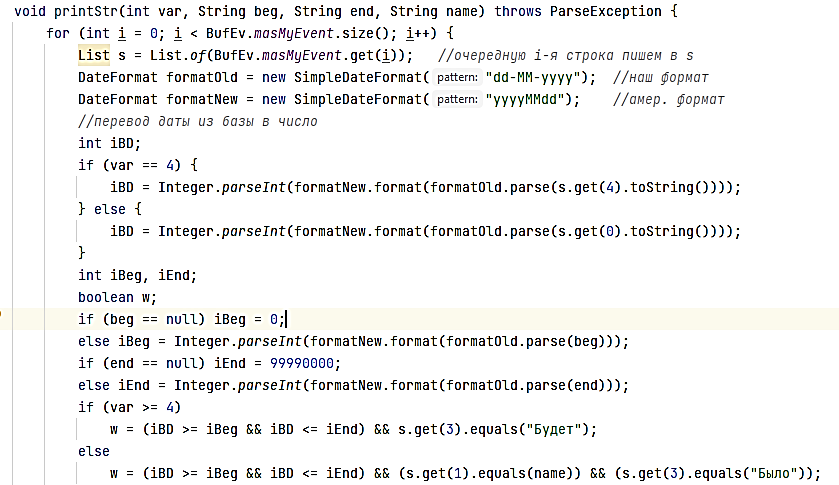 void printStr(int var, String beg, String end, String name) throws ParseException {
for (int i = 0; i < BufEv.masMyEvent.size(); i++) {
List s = List.of(BufEv.masMyEvent.get(i)); //очередную i-я строка пишем в s
DateFormat formatOld = new SimpleDateFormat( pattern: "dd-MM-yyyy"); //наш формат
DateFormat formatNew = new SimpleDateFormat( pattern: "yyyyMMdd"); //амер. формат
//перевод даты из базы в число
int iBD;
if (var == 4) {
iBD = Integer.parseInt(formatNew.format(formatOld.parse(s.get(4).toString())));
} else {
iBD = Integer.parseInt(formatNew.format(formatOld.parse(s.get(0).toString())));
}
int iBeg, iEnd;
boolean w;
if (beg == null) iBeg = 0;
else iBeg = Integer.parseInt(formatNew.format(formatOld.parse(beg)));
if (end == null) iEnd = 99990000;
else iEnd = Integer.parseInt(formatNew.format(formatOld.parse(end)));
if (var >= 4)
w = (iBD >= iBeg && iBD <= iEnd) && s.get(3).equals("Будет");
else
w = (iBD >= iBeg && iBD <= iEnd) && (s.get(1).equals(name)) && (s.get(3).equals("Было"));